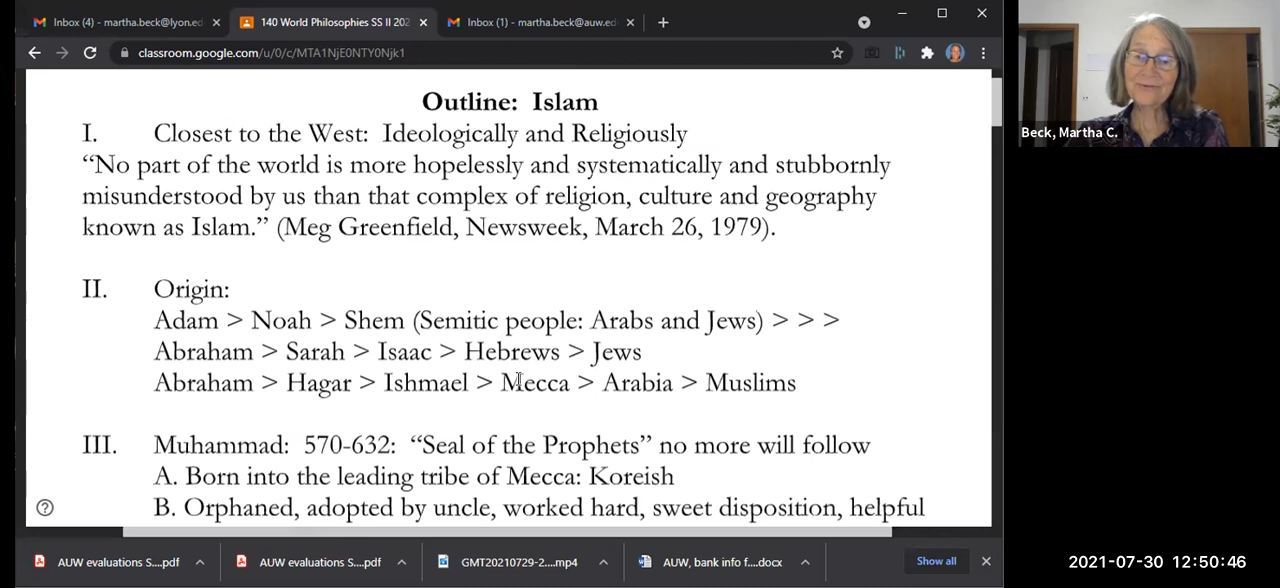 Inbox (4) - martha.beck@lyon.ed
140 World Philosophies SS II 202
Inbox (1) - martha.beck@auw.ed
classroom.google.com/u/0/c/MTA1NjE0NTY0Njk1
Outline: Islam
I. Closest to the West: Ideologically and Religiously
“No part of the world is more hopelessly and systematically and stubbornly
misunderstood by us than that complex of religion, culture and geography
known as Islam.” (Meg Greenfield, Newsweek, March 26, 1979).
II. Origin:
Adam > Noah > Shem (Semitic people: Arabs and Jews) > > >
Abraham > Sarah > Isaac > Hebrews > Jews
Abraham > Hagar > Ishmael > Mecca > Arabia > Muslims
III. Muhammad: 570-632: “Seal of the Prophets” no more will follow
A. Born into the leading tribe of Mecca: Koreish
B. Orphaned, adopted by uncle, worked hard, sweet disposition, helpful
AUW evaluations S....pdf
AUW evaluations S....pdf
GMT20210729-2....mp4
AUW, bank info f....docx
Show all
Beck, Martha C.
2021-07-30 12:50:46